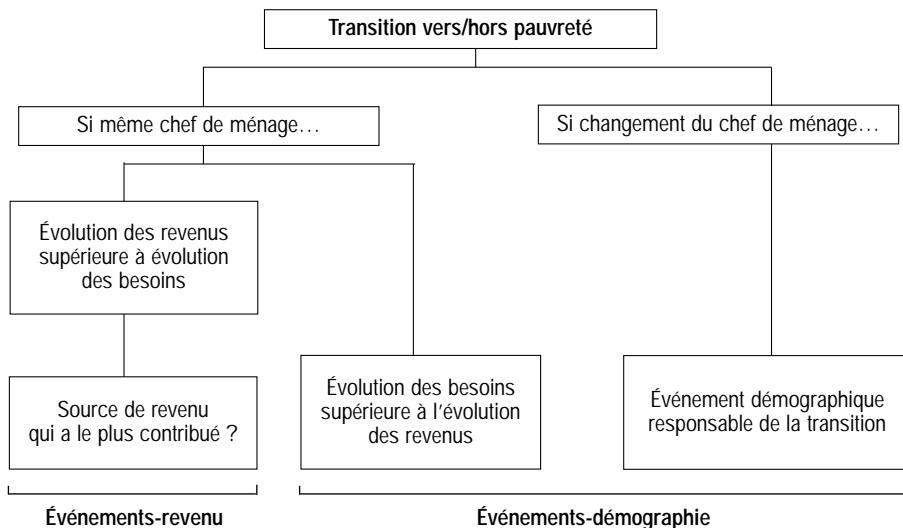 Transition vers/hors pauvreté
Si même chef de ménage…
Si changement du chef de ménage…
Évolution des revenus
supérieure à évolution
des besoins
Source de revenu
qui a le plus contribué ?
Évolution des besoins
supérieure à l'évolution
des revenus
Événement démographique
responsable de la transition
Événements-revenu
Événements-démographie